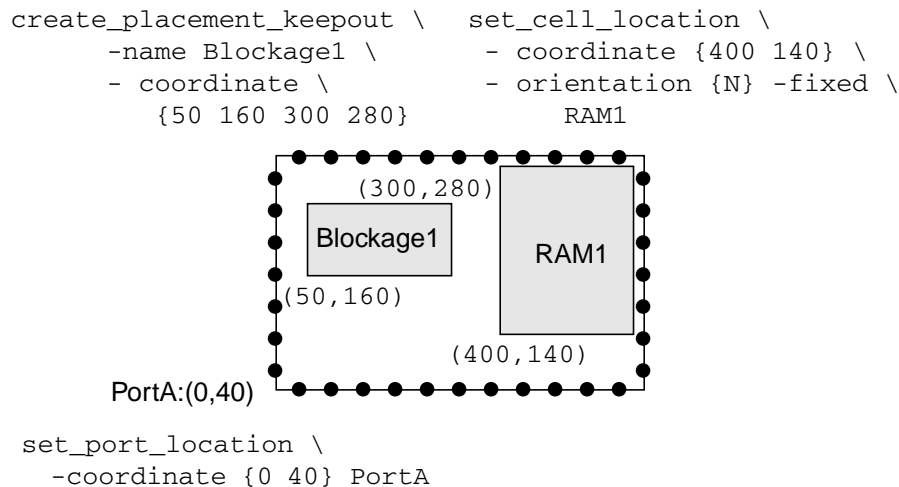 create_placement_keepout \
-name Blockage1 \
- coordinate \
{50 160 300 280}
set_cell_location \
- coordinate {400 140} \
- orientation {N} -fixed \
RAM1
(300,280)
Blockage1
RAM1
(50,160)
(400,140)
PortA:(0,40)
set_port_location \
-coordinate {0 40} PortA